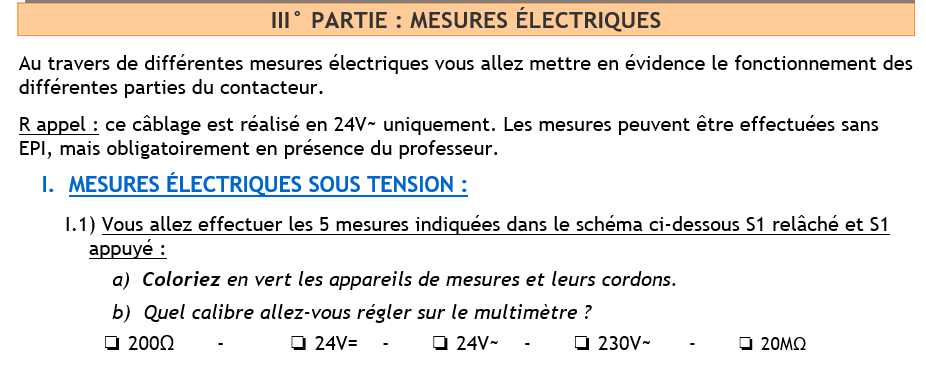 III° PARTIE : MESURES ÉLECTRIQUES
Au travers de différentes mesures électriques vous allez mettre en évidence le fonctionnement des
différentes parties du contacteur.
R appel : ce câblage est réalisé en 24V~ uniquement. Les mesures peuvent être effectuées sans
EPI, mais obligatoirement en présence du professeur.
I. MESURES ÉLECTRIQUES SOUS TENSION :
I.1) Vous allez effectuer les 5 mesures indiquées dans le schéma ci-dessous S1 relâché et S1
appuyé :
a) Coloriez en vert les appareils de mesures et leurs cordons.
b) Quel calibre allez-vous régler sur le multimètre ?
❏ 200Ω - ❏ 24V= - ❏ 24V~ - ❏ 230V~ - ❏ 20MΩ